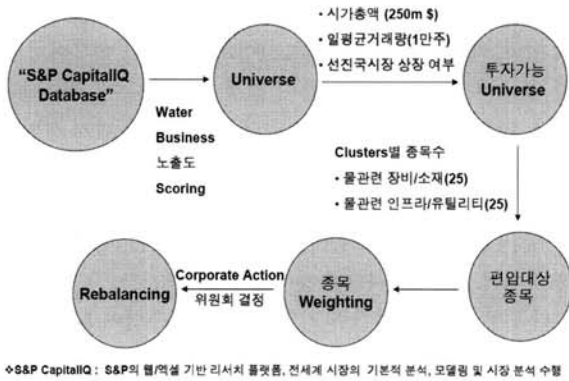 “S&P CapitalIQ
Database”
Water
Business
노출도
Scoring
Universe
• 시가총액 (250m $)
• 일평균거래량(1만주)
• 선진국시장 상장 여부
투자가능
Universe
Clusters별 종목수
• 물관련 장비/소재(25)
• 물관련 인프라/유틸리티(25)
편입대상
종목
종목
Weighting
Corporate Action
위원회 결정
Rebalancing
❖S&P CapitalIQ : S&P의 웹/엑셀 기반 리서치 플랫폼, 전세계 시장의 기본적 분석, 모델링 및 시장 분석 수행